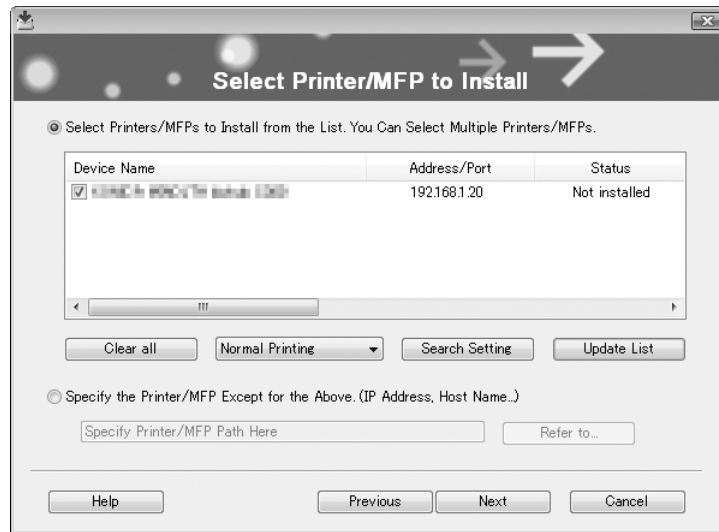 Select Printer/MFP to Install
Select Printers/MFPs to Install from the List. You Can Select Multiple Printers/MFPs.
Device Name Address/Port Status
192.168.1.20 Not installed
Clear all Normal Printing Search Setting Update List
Specify the Printer/MFP Except for the Above. (IP Address, Host Name...)
Specify Printer/MFP Path Here Refer to...
Help Previous Next Cancel